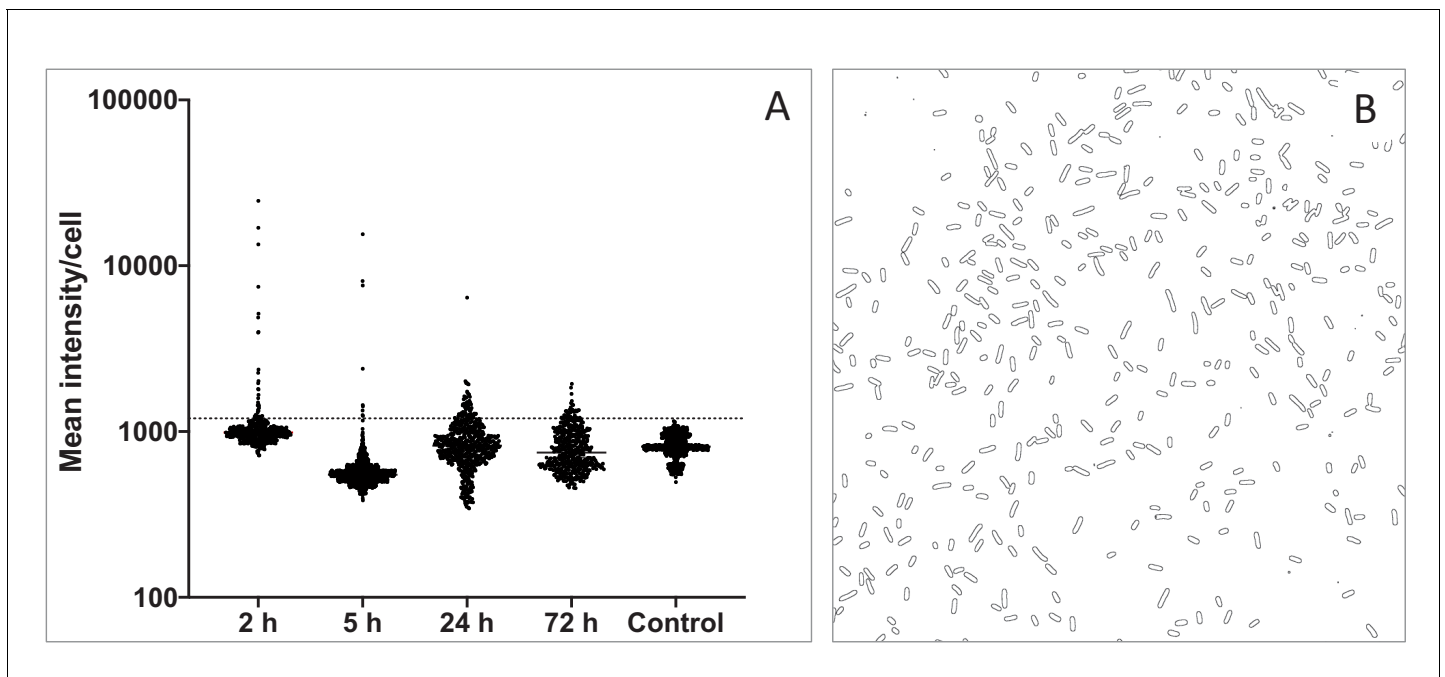 A
B
100000
10000
1000
100
Mean intensity/cell
2 h
5 h
24 h
72 h
Control